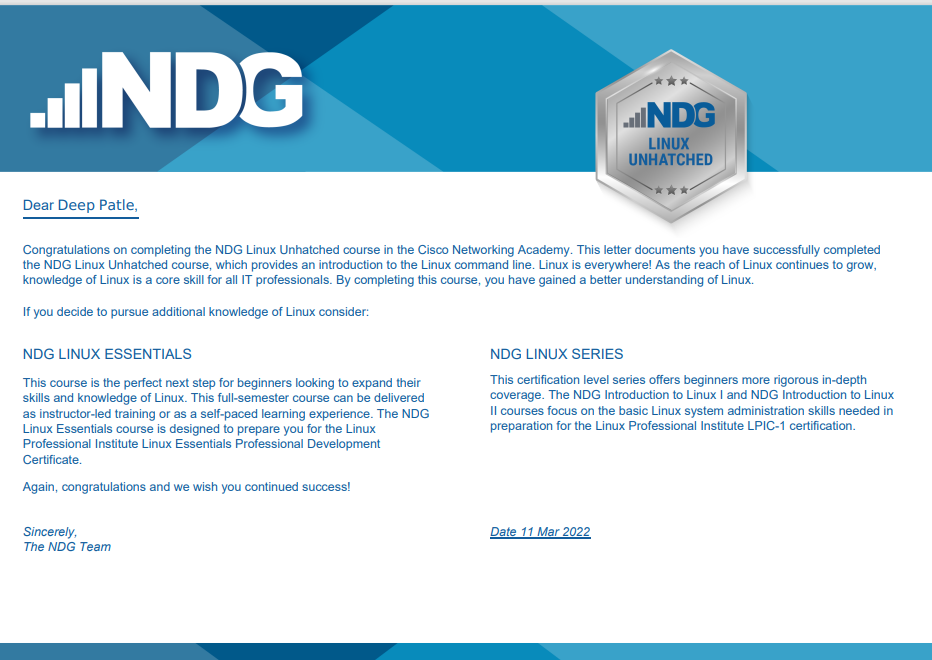 NDG
NDG
LINUX
UNHATCHED
Dear Deep Patle,
Congratulations on completing the NDG Linux Unhatched course in the Cisco Networking Academy. This letter documents you have successfully completed
the NDG Linux Unhatched course, which provides an introduction to the Linux command line. Linux is everywhere! As the reach of Linux continues to grow,
knowledge of Linux is a core skill for all IT professionals. By completing this course, you have gained a better understanding of Linux.
If you decide to pursue additional knowledge of Linux consider:
NDG LINUX ESSENTIALS
This course is the perfect next step for beginners looking to expand their
skills and knowledge of Linux. This full-semester course can be delivered
as instructor-led training or as a self-paced learning experience. The NDG
Linux Essentials course is designed to prepare you for the Linux
Professional Institute Linux Essentials Professional Development
Certificate.
Again, congratulations and we wish you continued success!
NDG LINUX SERIES
This certification level series offers beginners more rigorous in-depth
coverage. The NDG Introduction to Linux I and NDG Introduction to Linux
II courses focus on the basic Linux system administration skills needed in
preparation for the Linux Professional Institute LPIC-1 certification.
Sincerely,
The NDG Team
Date 11 Mar 2022